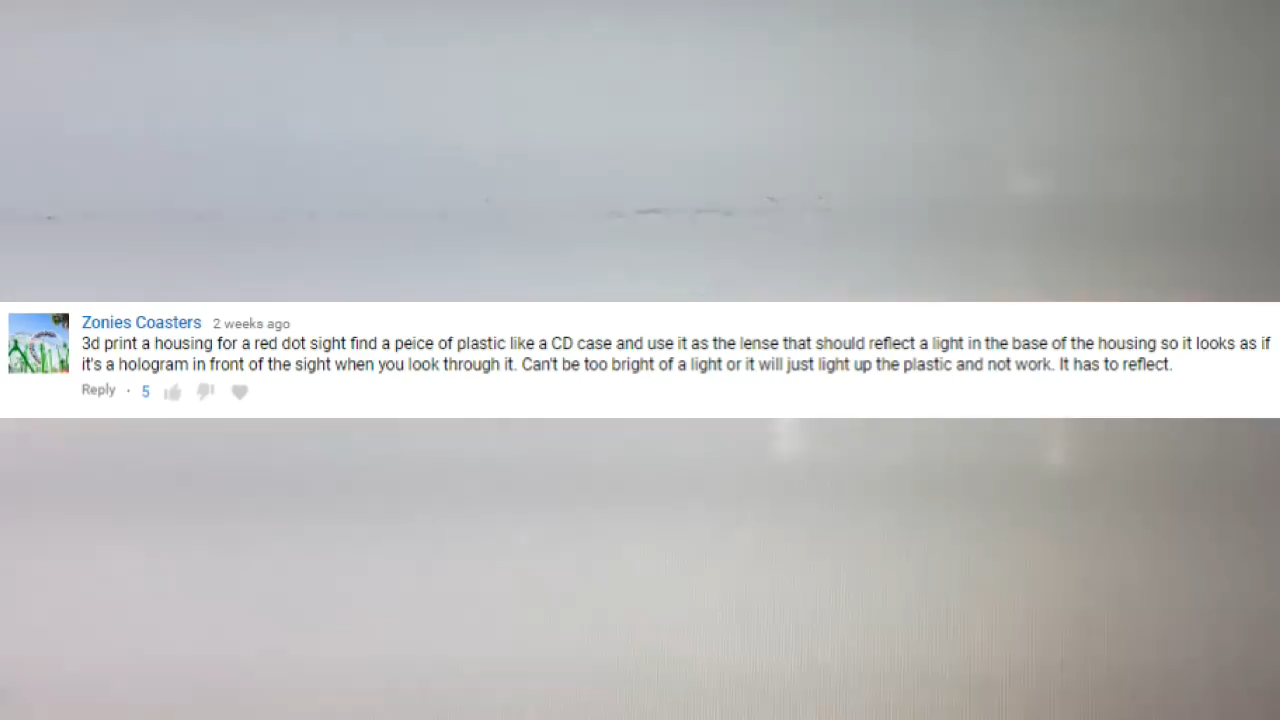 Zonies Coasters 2 weeks ago
3d print a housing for a red dot sight find a peice of plastic like a CD case and use it as the lense that should reflect a light in the base of the housing so it looks as if
it's a hologram in front of the sight when you look through it. Can't be too bright of a light or it will just light up the plastic and not work. It has to reflect.
Reply · 5